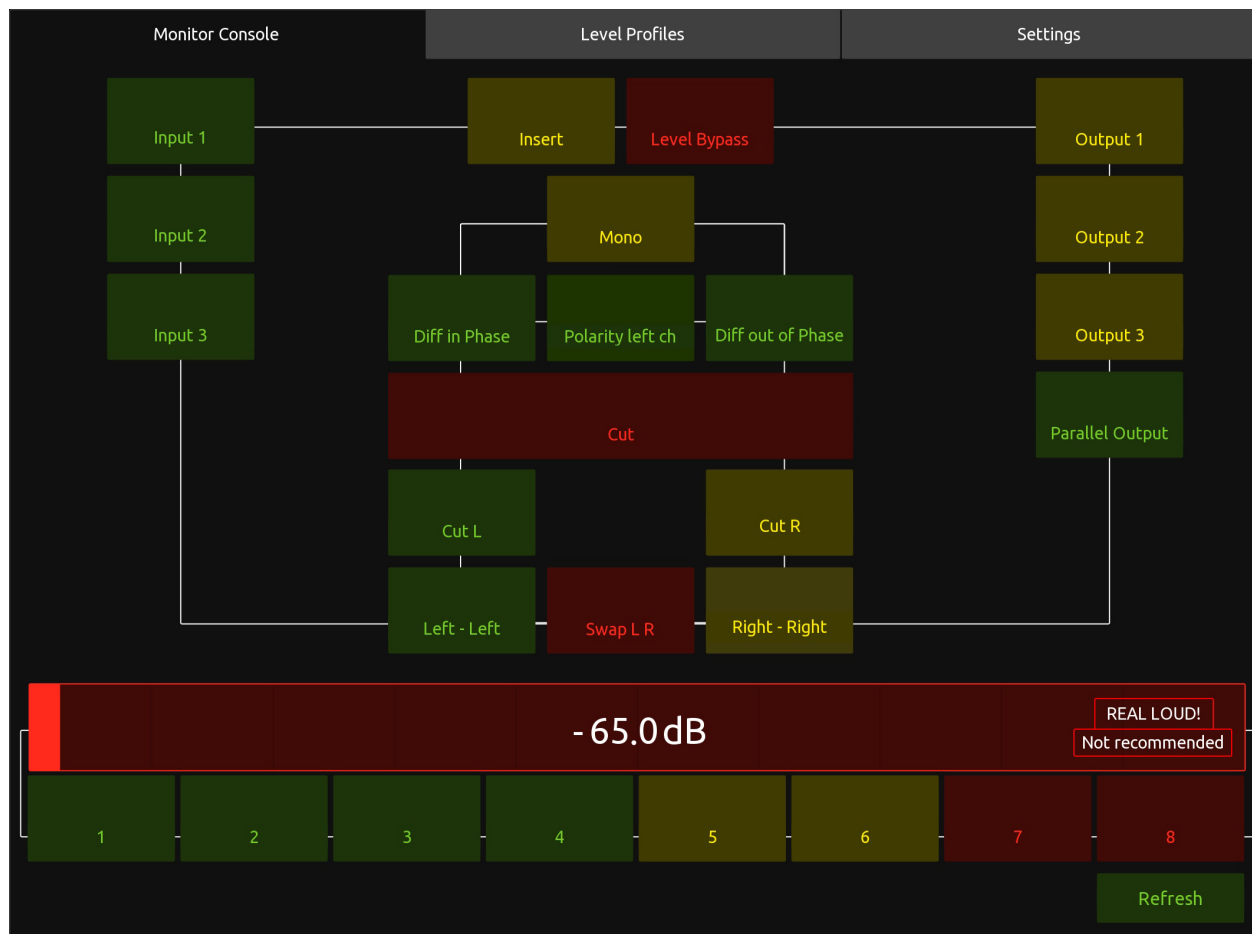 Monitor Console
Level Profiles
Settings
Input 1
Insert
Level Bypass
Output 1
Input 2
Mono
Output 2
Input 3
Diff in Phase
Polarity left ch
Diff out of Phase
Output 3
Cut
Parallel Output
Cut L
Cut R
Left - Left
Swap L R
Right - Right
- 65.0 dB
REAL LOUD!
Not recommended
1
2
3
4
5
6
7
8
Refresh